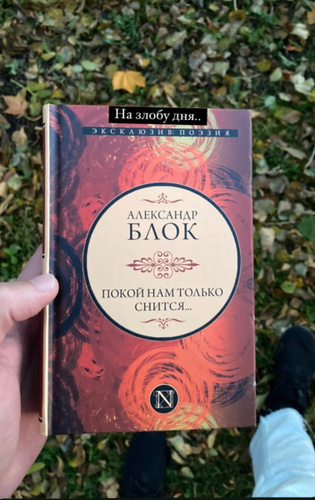 На злобу дня..
ЭКСКЛЮЗИВ: ПОЭЗИЯ
АЛЕКСАНДР
БЛОК
ПОКОЙ НАМ ТОЛЬКО
СНИТСЯ...
N